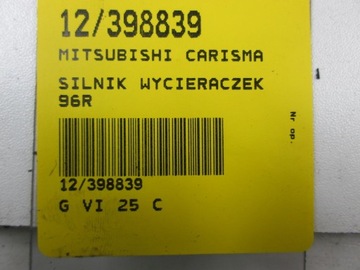 12/398839
MITSUBISHI CARISMA
SILNIK WYCIERACZEK
96R
Nr op.
12/398839
G VI 25 C